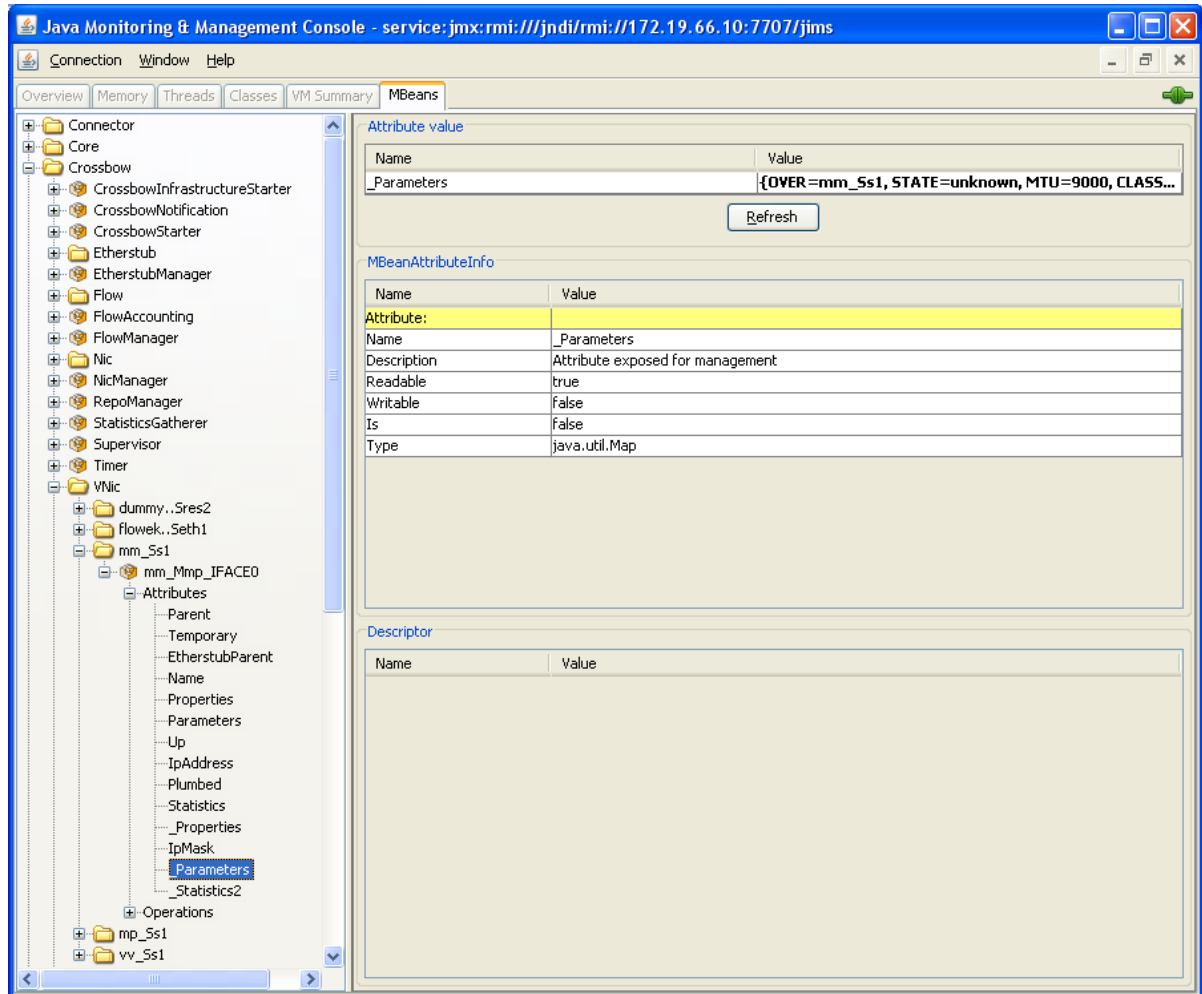 Java Monitoring & Management Console - service:jmx:rmi:///jndi/rmi://172.19.66.10:7707/jims
Connection Window Help
Overview Memory Threads Classes VM Summary MBeans
Connector
Core
Crossbow
CrossbowInfrastructureStarter
CrossbowNotification
CrossbowStarter
Etherstub
EtherstubManager
Flow
FlowAccounting
FlowManager
Nic
NicManager
RepoManager
StatisticsGatherer
Supervisor
Timer
VNic
dummy..Sres2
flowek..Seth1
mm_Ss1
mm_Mmp_IFACE0
Attributes
Parent
Temporary
EtherstubParent
Name
Properties
Parameters
Up
IpAddress
Plumbed
Statistics
_Properties
IpMask
_Parameters
_Statistics2
Operations
mp_Ss1
vv_Ss1
Attribute value
Name Value
_Parameters {OVER=mm_Ss1, STATE=unknown, MTU=9000, CLASS...
Refresh
MBeanAttributeInfo
Name Value
Attribute:
Name _Parameters
Description Attribute exposed for management
Readable true
Writable false
Is false
Type java.util.Map
Descriptor
Name Value